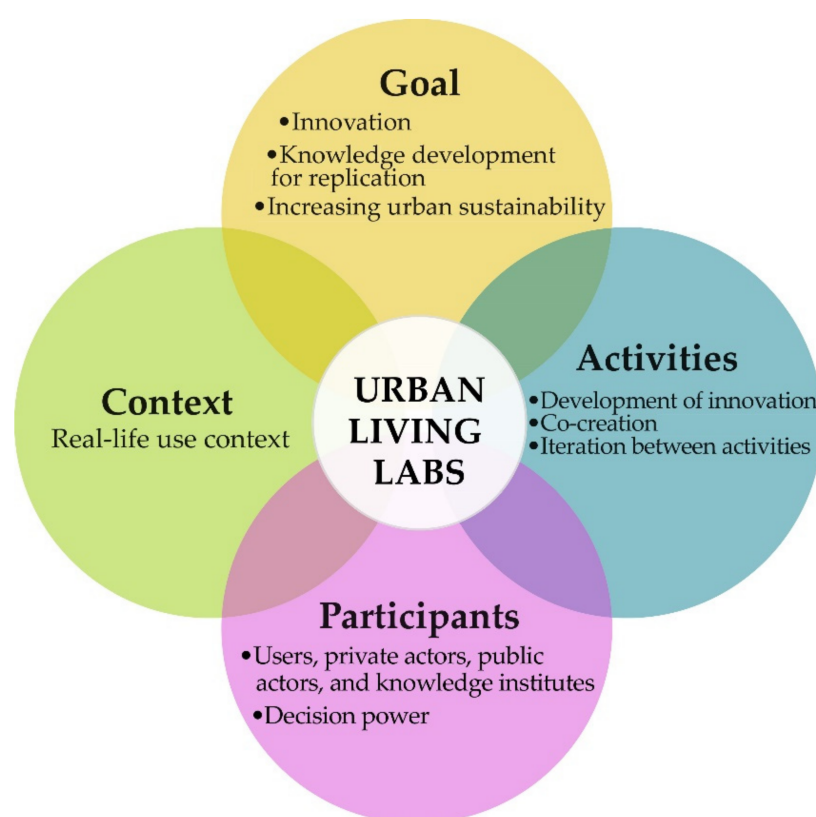 Goal
•Innovation
•Knowledge development
for replication
•Increasing urban sustainability
Context
Real-life use context
URBAN
LIVING
LABS
Activities
•Development of innovation
•Co-creation
•Iteration between activities
Participants
•Users, private actors, public
actors, and knowledge institutes
•Decision power